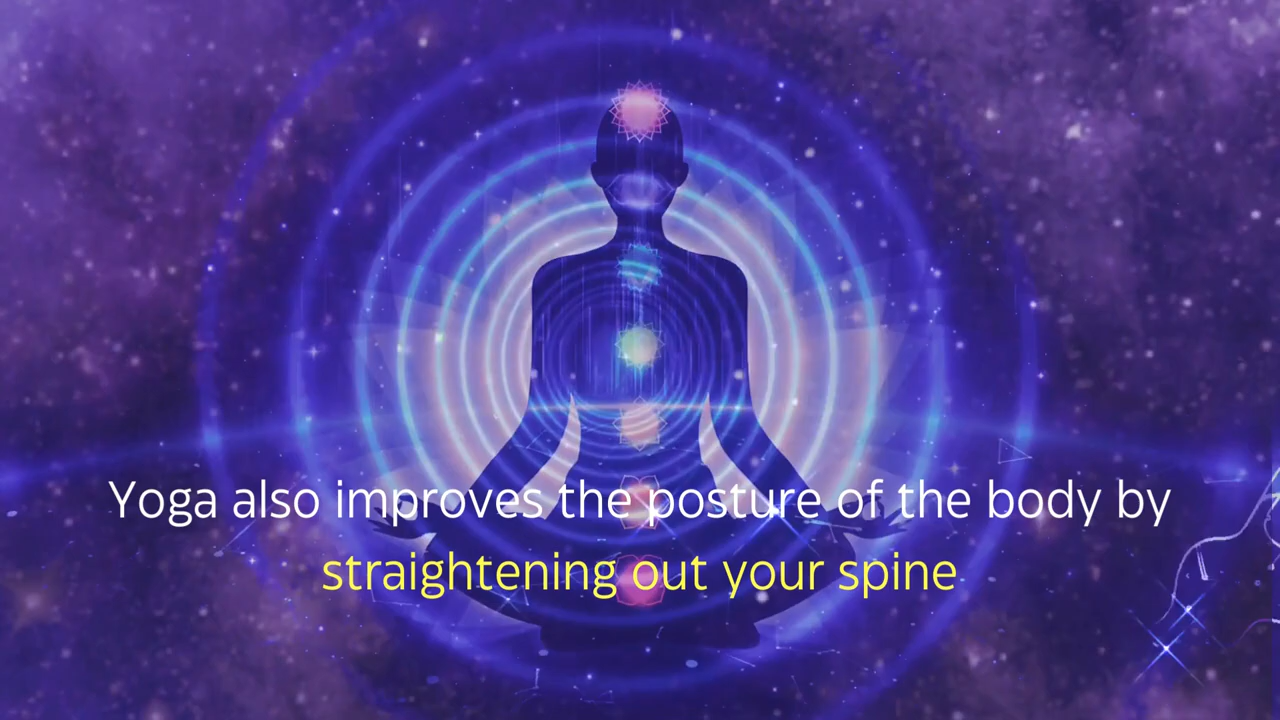 Yoga also improves the posture of the body by
straightening out your spine